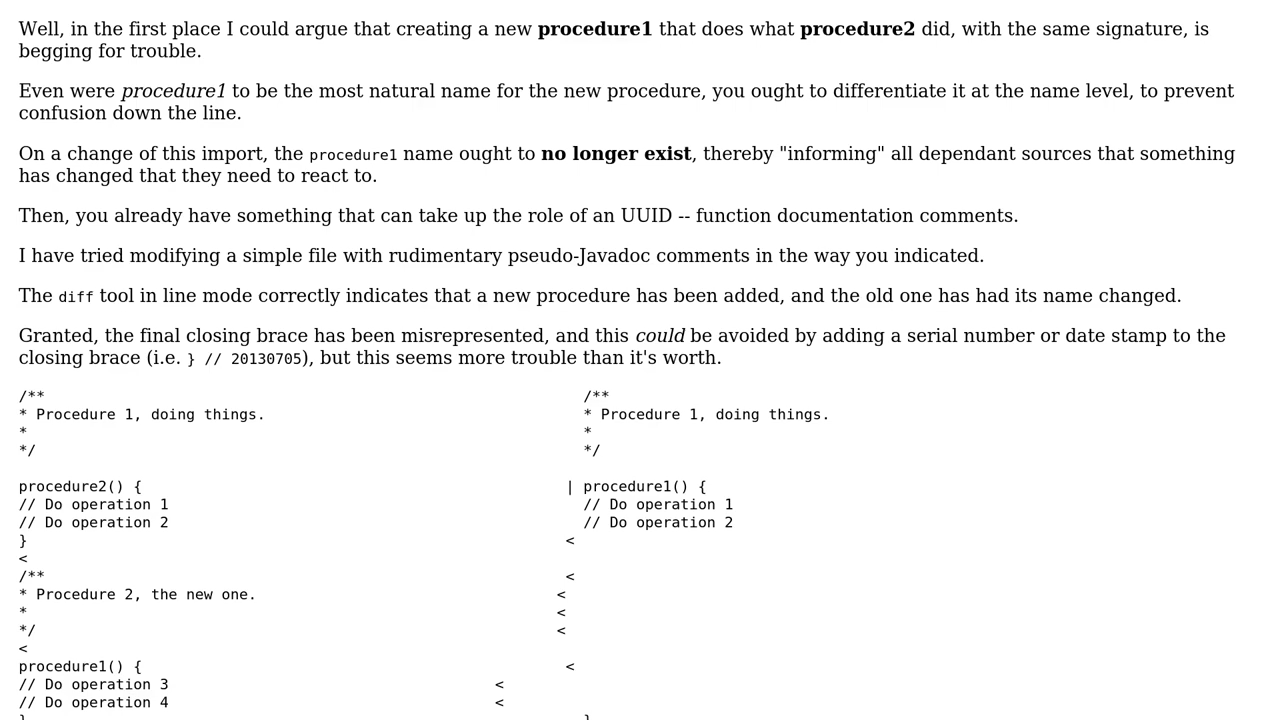 Well, in the first place I could argue that creating a new procedure1 that does what procedure2 did, with the same signature, is
begging for trouble.
Even were procedure1 to be the most natural name for the new procedure, you ought to differentiate it at the name level, to prevent
confusion down the line.
On a change of this import, the procedure1 name ought to no longer exist, thereby "informing" all dependant sources that something
has changed that they need to react to.
Then, you already have something that can take up the role of an UUID -- function documentation comments.
I have tried modifying a simple file with rudimentary pseudo-Javadoc comments in the way you indicated.
The diff tool in line mode correctly indicates that a new procedure has been added, and the old one has had its name changed.
Granted, the final closing brace has been misrepresented, and this could be avoided by adding a serial number or date stamp to the
closing brace (i.e. } // 20130705), but this seems more trouble than it's worth.
/**                                                              /**
* Procedure 1, doing things.                                     * Procedure 1, doing things.
*                                                                *
*/                                                               */
procedure2() {                                                 | procedure1() {
// Do operation 1                                                // Do operation 1
// Do operation 2                                                // Do operation 2
}                                                              <
<
/**                                                            <
* Procedure 2, the new one.                                   <
*                                                             <
*/                                                            <
<
procedure1() {                                                 <
// Do operation 3                                      <
// Do operation 4                                      <
}                                                                }